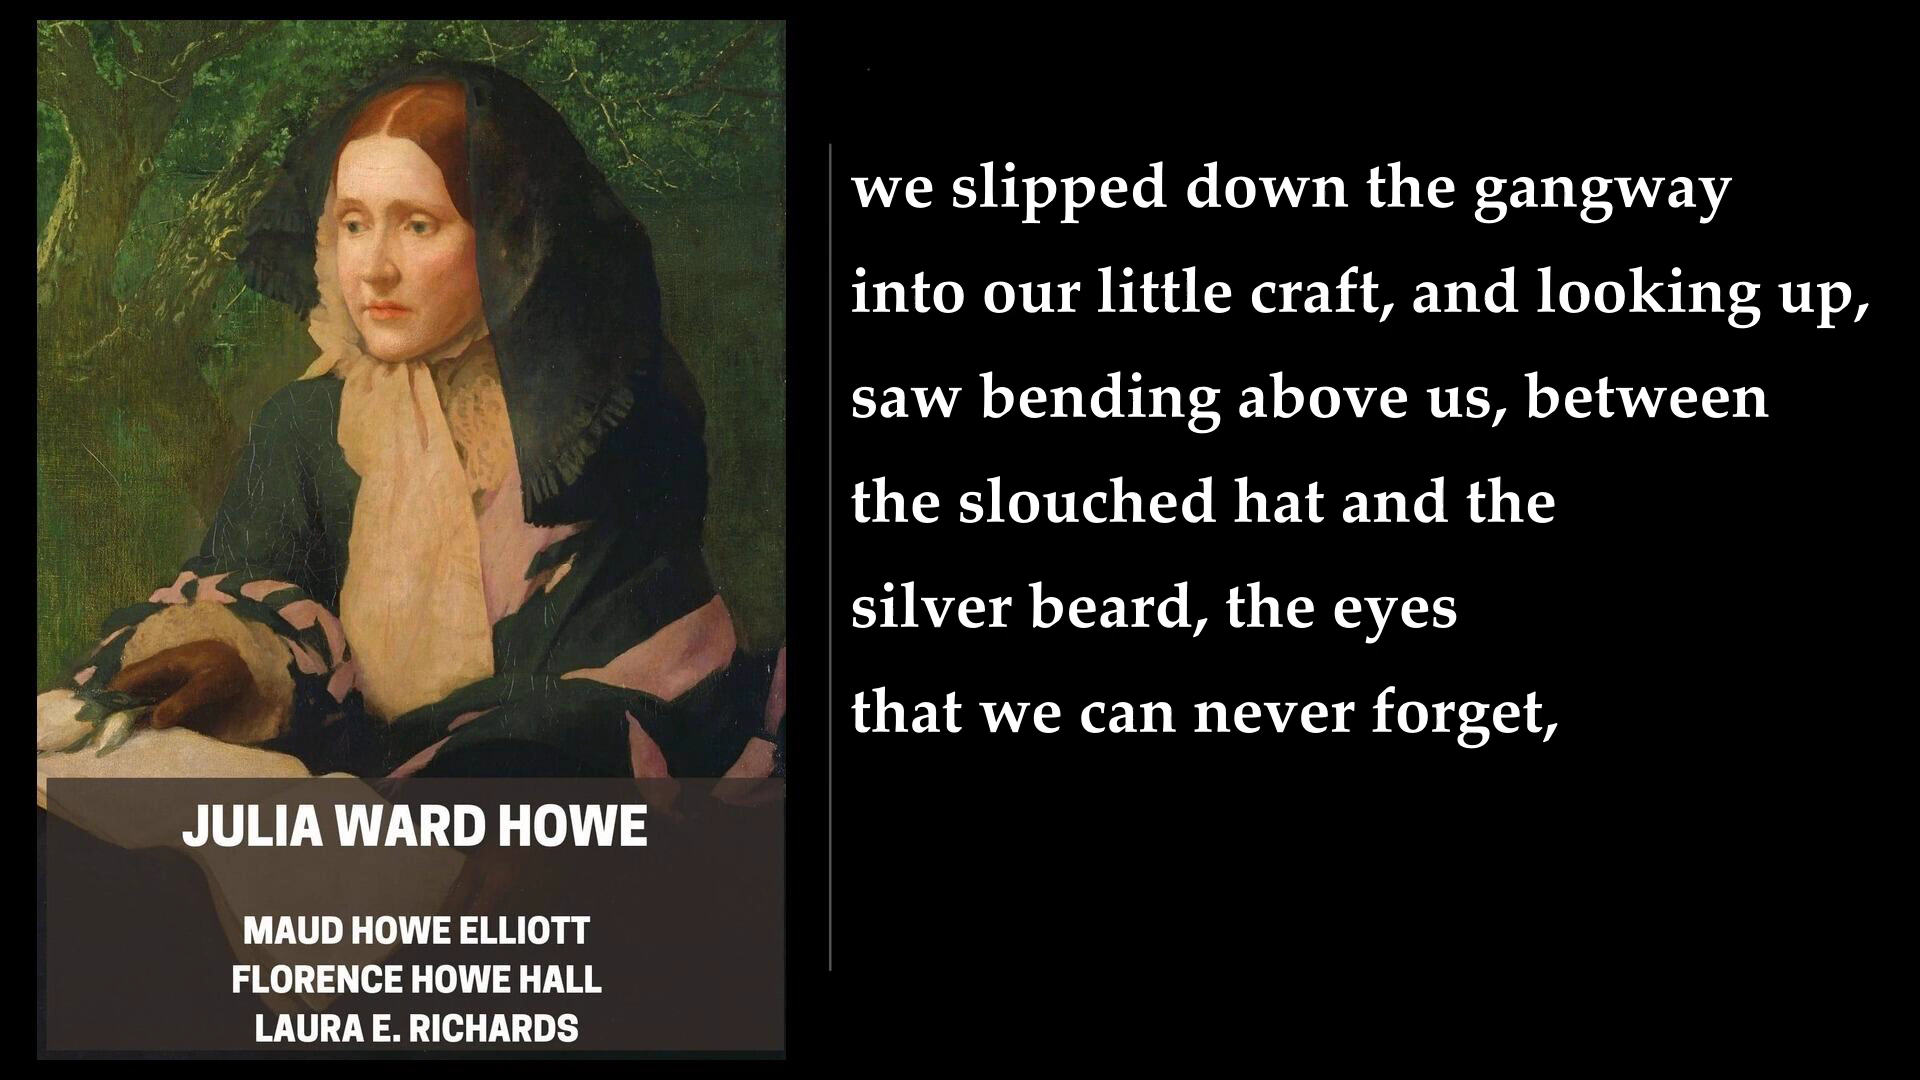 JULIA WARD HOWE
MAUD HOWE ELLIOTT
FLORENCE HOWE HALL
LAURA E. RICHARDS
we slipped down the gangway
into our little craft, and looking up,
saw bending above us, between
the slouched hat and the
silver beard, the eyes
that we can never forget,